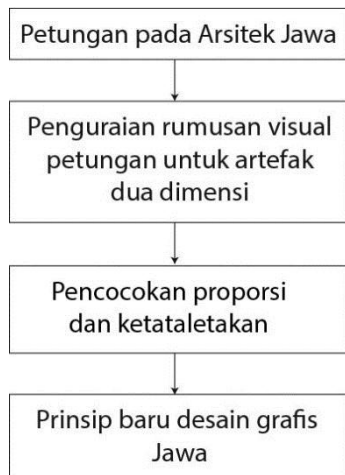 Petungan pada Arsitek Jawa
Penguraian rumusan visual
petungan untuk artefak
dua dimensi
Pencocokan proporsi
dan ketataletakan
Prinsip baru desain grafis
Jawa